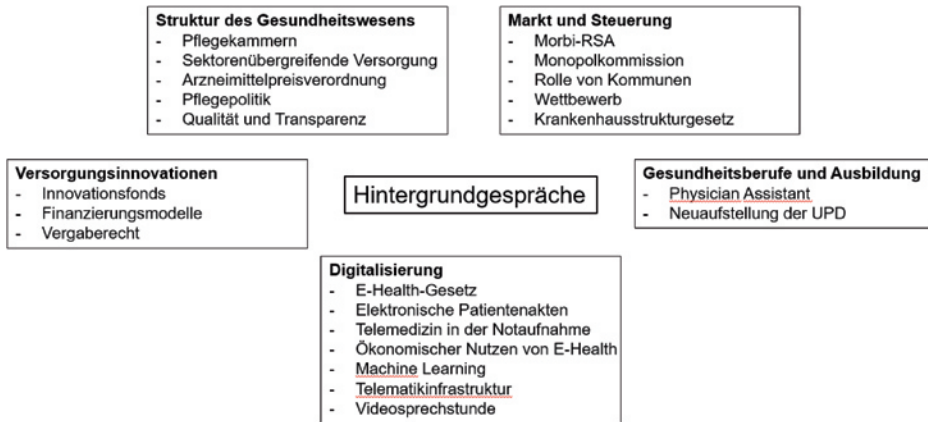 Struktur des Gesundheitswesens
- Pflegekammern
- Sektorenübergreifende Versorgung
- Arzneimittelpreisverordnung
- Pflegepolitik
- Qualität und Transparenz
Markt und Steuerung
- Morbi-RSA
- Monopolkommission
- Rolle von Kommunen
- Wettbewerb
- Krankenhausstrukturgesetz
Versorgungsinnovationen
- Innovationsfonds
- Finanzierungsmodelle
- Vergaberecht
Hintergrundgespräche
Gesundheitsberufe und Ausbildung
- Physician Assistant
- Neuaufstellung der UPD
Digitalisierung
- E-Health-Gesetz
- Elektronische Patientenakten
- Telemedizin in der Notaufnahme
- Ökonomischer Nutzen von E-Health
- Machine Learning
- Telematikinfrastruktur
- Videosprechstunde